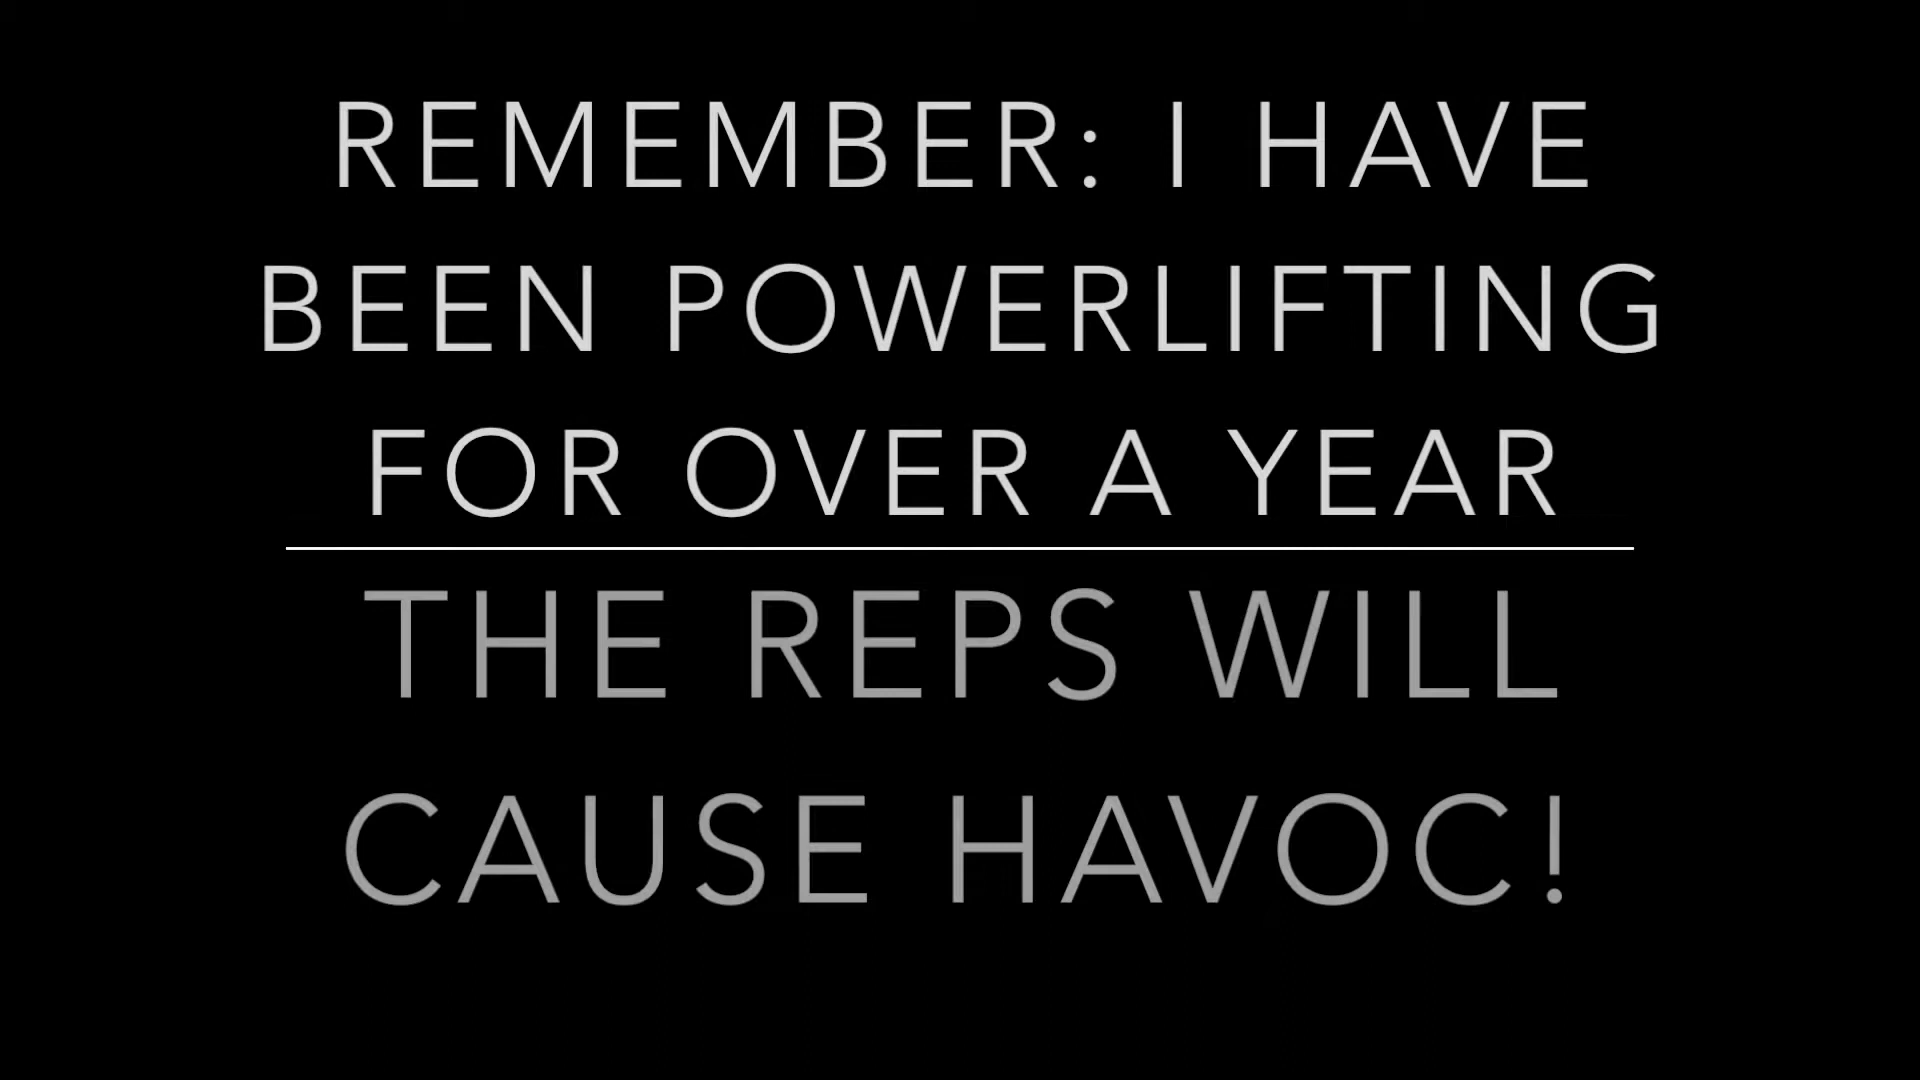 REMEMBER: I HAVE
BEEN POWERLIFTING
FOR OVER A YEAR
THE REPS WILL
CAUSE HAVOC!